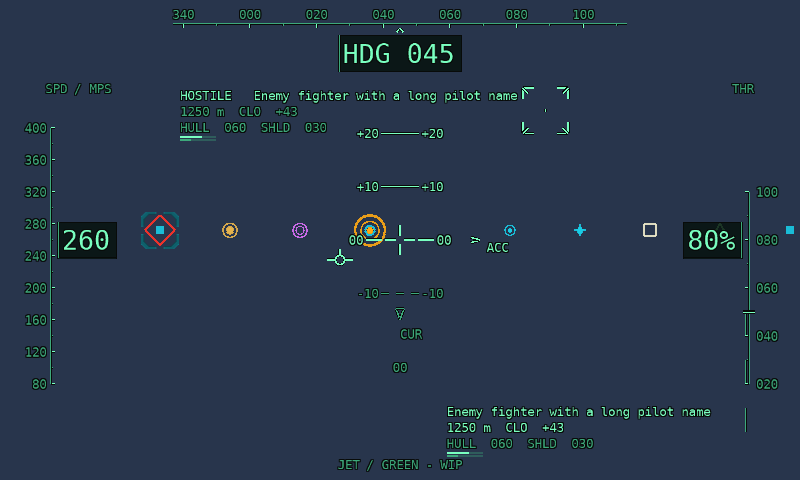 340 000 020 040 060 080 100
HDG 045
SPD / MPS
THR
HOSTILE Enemy fighter with a long pilot name
1250 m CLO +43
HULL 060 SHLD 030
400
360
320
280
240
200
160
120
80
260
+20 +20
+10 +10
00 00
-10 -10
ACC
CUR
00
80%
100
080
060
040
020
Enemy fighter with a long pilot name
1250 m CLO +43
HULL 060 SHLD 030
JET / GREEN - WIP